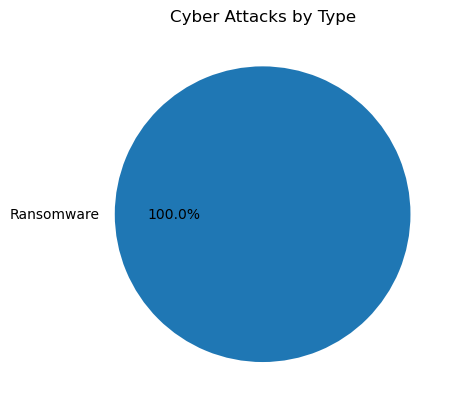 Cyber Attacks by Type
Ransomware
100.0%